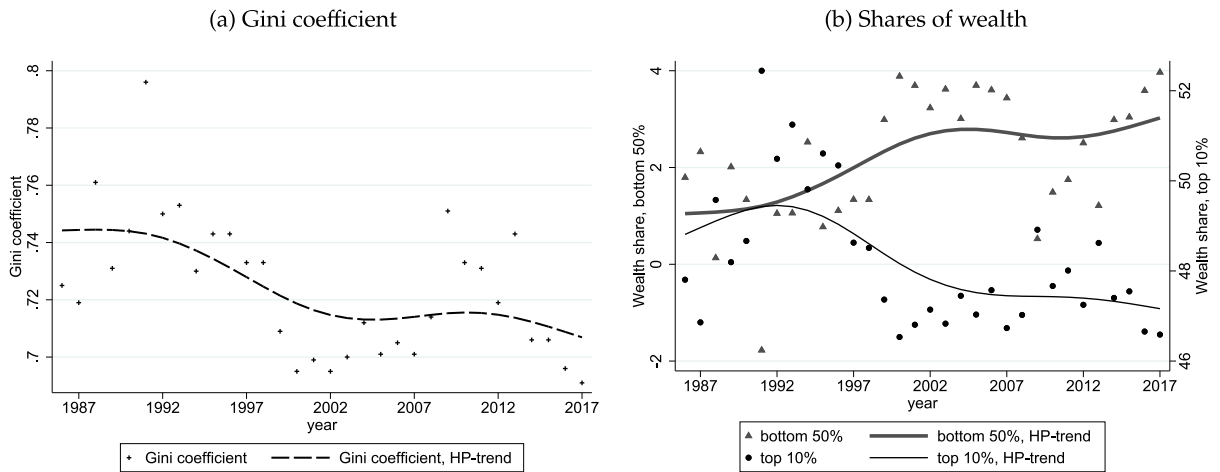 (a) Gini coefficient
.8
.78
.76
.74
.72
.7
Gini coefficient
1987 1992 1997 2002 2007 2012 2017
year
Gini coefficient Gini coefficient, HP-trend
(b) Shares of wealth
4
2
0
-2
Wealth share, bottom 50%
52
50
48
46
Wealth share, top 10%
1987 1992 1997 2002 2007 2012 2017
year
bottom 50% bottom 50%, HP-trend
top 10% top 10%, HP-trend